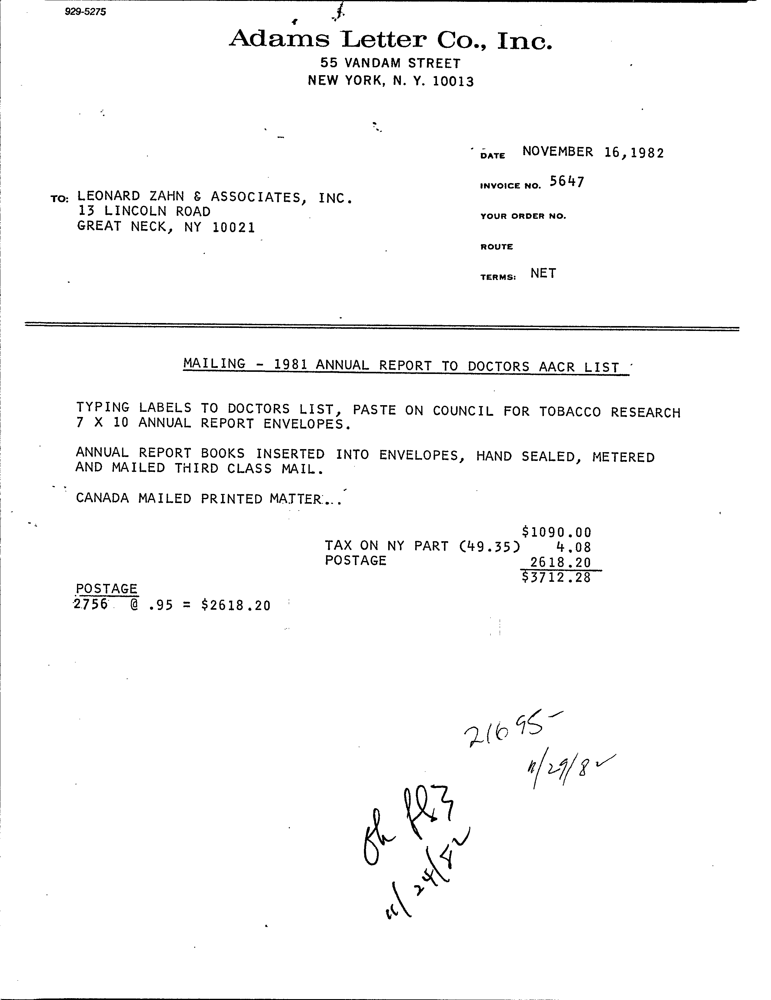 929-5275
Adams Letter Co., Inc.
55 VANDAM STREET
NEW YORK, N. Y. 10013
DATE NOVEMBER 16,1982
INVOICE NO. 5647
TO: LEONARD ZAHN & ASSOCIATES, INC.
13 LINCOLN ROAD
GREAT NECK, NY 10021
YOUR ORDER NO.
ROUTE
TERMS: NET
MAILING - 1981 ANNUAL REPORT TO DOCTORS AACR LIST
TYPING LABELS TO DOCTORS LIST, PASTE ON COUNCIL FOR TOBACCO RESEARCH
7 X 10 ANNUAL REPORT ENVELOPES.
ANNUAL REPORT BOOKS INSERTED INTO ENVELOPES, HAND SEALED, METERED
AND MAILED THIRD CLASS MAIL.
CANADA MAILED PRINTED MATTER...
$1090.00
TAX ON NY PART (49.35) 4.08
POSTAGE 2618.20
$3712.28
POSTAGE
2756 @ .95 = $2618.20
21695
11/29/82
ok
11/24/82